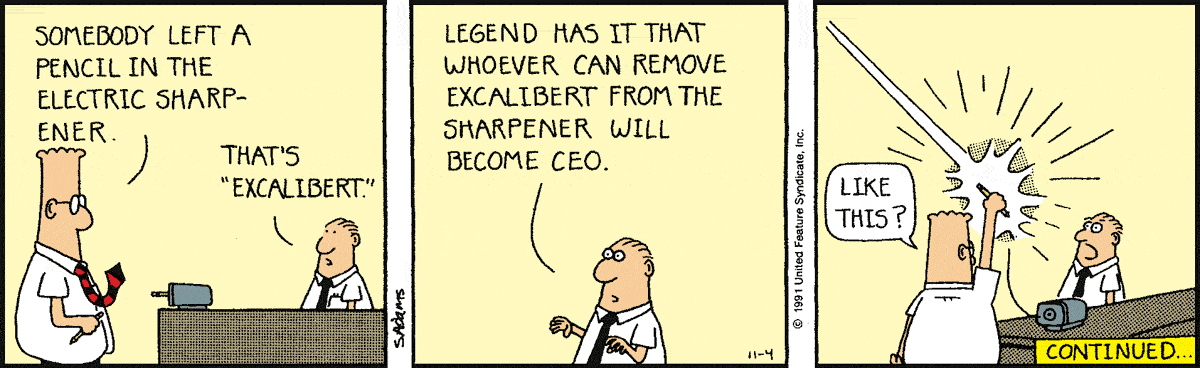 SOMEBODY LEFT A
PENCIL IN THE
ELECTRIC SHARP-
ENER.
THAT'S
"EXCALIBERT."
S.Adams
LEGEND HAS IT THAT
WHOEVER CAN REMOVE
EXCALIBERT FROM THE
SHARPENER WILL
BECOME CEO.
11-4
© 1991 United Feature Syndicate, Inc.
LIKE
THIS?
CONTINUED...